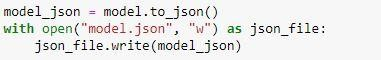 model_json = model.to_json()
with open("model.json", "w") as json_file:
    json_file.write(model_json)